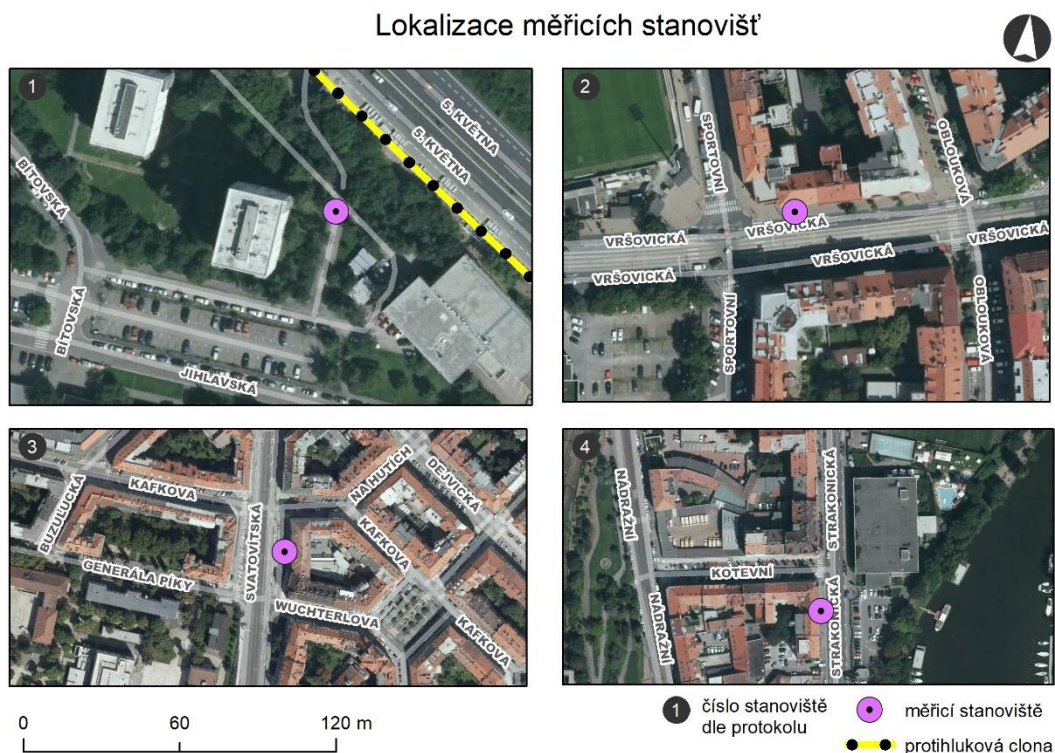 Lokalizace měřicích stanovišť
1
5. KVĚTNA
5. KVĚTNA
BÍTOVSKÁ
BÍTOVSKÁ
JIHLAVSKÁ
2
SPORTOVNÍ
OBLOUKOVÁ
VRŠOVICKÁ
VRŠOVICKÁ
VRŠOVICKÁ
VRŠOVICKÁ
VRŠOVICKÁ
SPORTOVNÍ
OBLOUKOVÁ
3
BUZULUCKÁ
KAFKOVA
SVATOVÍTSKÁ
NA HUTÍCH
DEJVICKÁ
KAFKOVA
GENERÁLA PÍKY
WUCHTERLOVA
KAFKOVA
4
NÁDRAŽNÍ
STRAKONICKÁ
KOTEVNÍ
NÁDRAŽNÍ
STRAKONICKÁ
0 60 120 m
1 číslo stanoviště
dle protokolu
měřicí stanoviště
protihluková clona